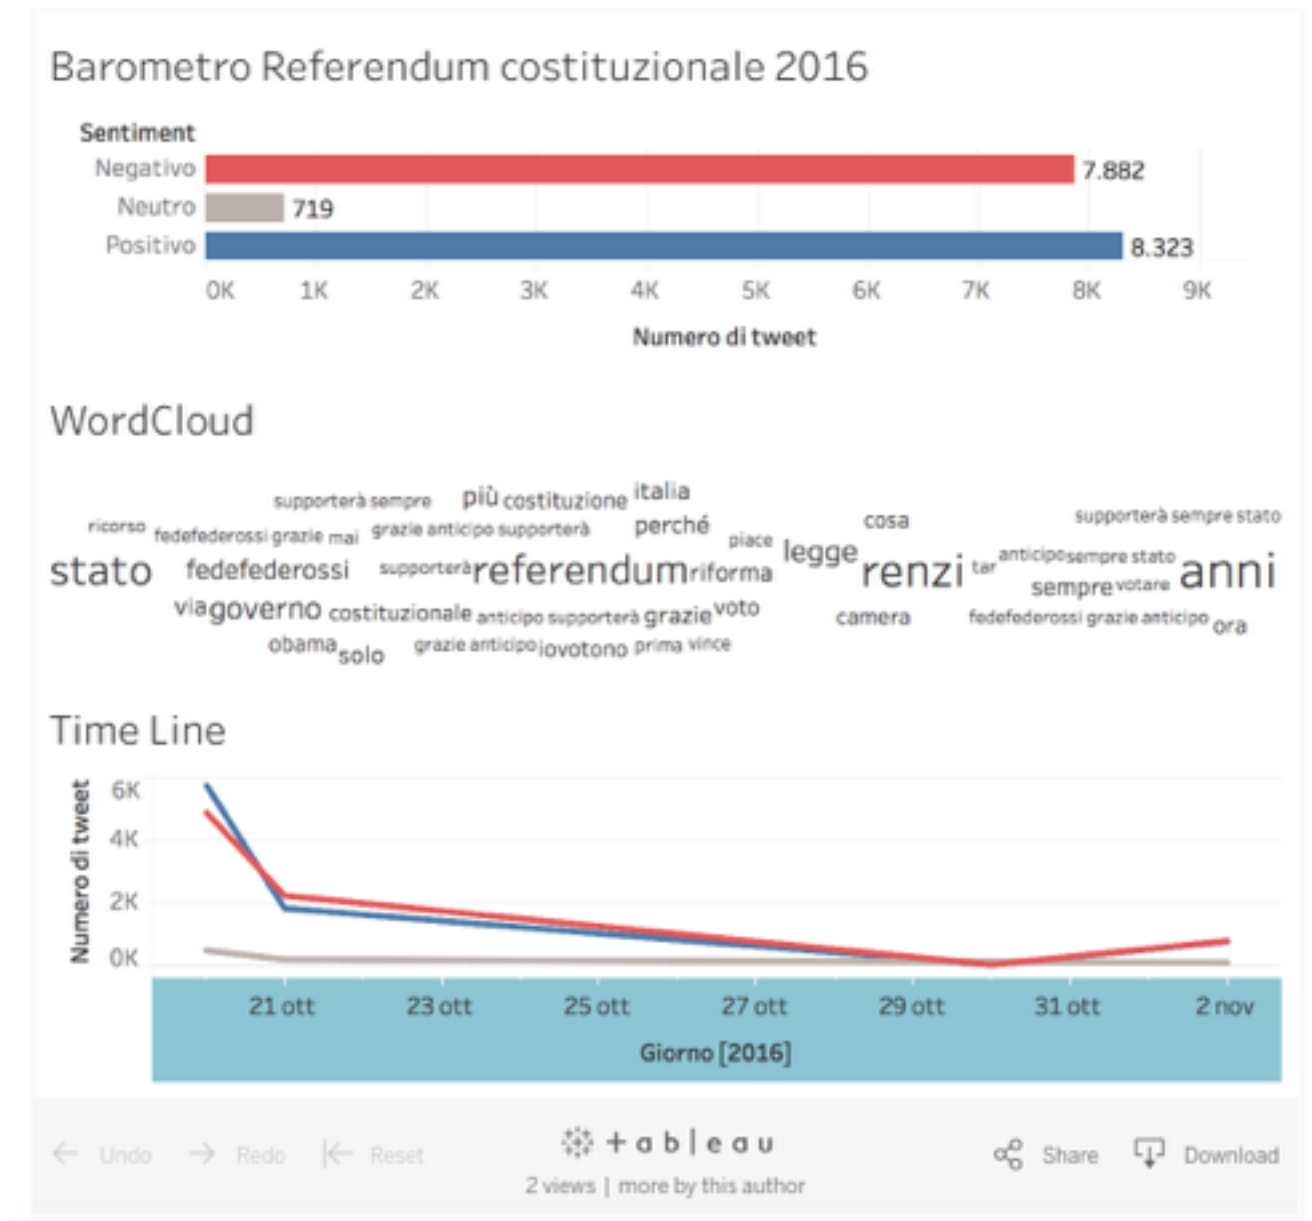 Barometro Referendum costituzionale 2016
Sentiment
Negativo 7.882
Neutro 719
Positivo 8.323
0K 1K 2K 3K 4K 5K 6K 7K 8K 9K
Numero di tweet
WordCloud
supporterà sempre più costituzione italia
ricorso fedefederossi grazie mai grazie anticipo supporterà perché piace cosa supporterà sempre stato
stato fedefederossi supporterà referendum riforma legge renzi tar anticipo sempre stato sempre votare anni
via governo costituzionale anticipo supporterà grazie voto camera fedefederossi grazie anticipo ora
obama solo grazie anticipo iovotono prima vince
Time Line
Numero di tweet
6K
4K
2K
0K
21 ott 23 ott 25 ott 27 ott 29 ott 31 ott 2 nov
Giorno [2016]
Undo Redo Reset +ableau Share Download
2 views | more by this author